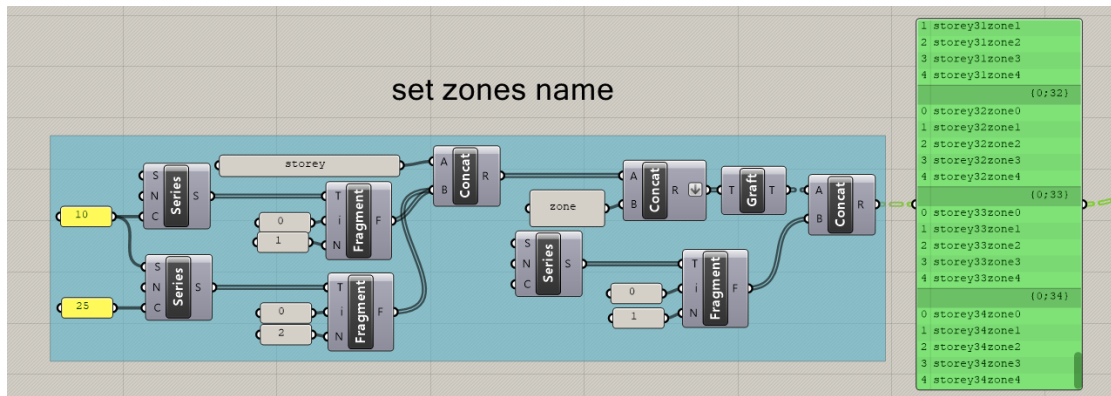 set zones name
10
25
S
N
C
Series
S
S
N
C
Series
S
storey
0
1
T
i
N
Fragment
F
0
2
T
i
N
Fragment
F
A
B
Concat
R
zone
S
N
C
Series
S
A
B
Concat
R
T
Graft
T
0
1
T
i
N
Fragment
F
A
B
Concat
R
1 storey31zone1
2 storey31zone2
3 storey31zone3
4 storey31zone4
{0;32}
0 storey32zone0
1 storey32zone1
2 storey32zone2
3 storey32zone3
4 storey32zone4
{0;33}
0 storey33zone0
1 storey33zone1
2 storey33zone2
3 storey33zone3
4 storey33zone4
{0;34}
0 storey34zone0
1 storey34zone1
2 storey34zone2
3 storey34zone3
4 storey34zone4